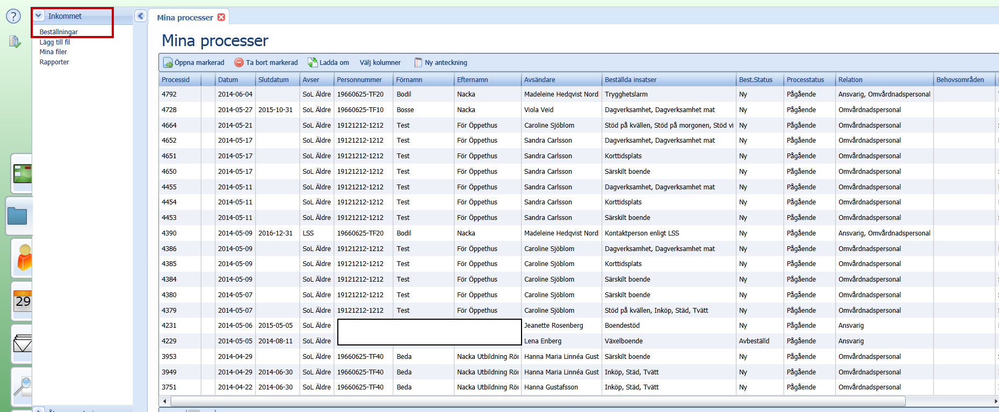 Inkommet
Beställningar
Lägg till fil
Mina filer
Rapporter
29
Mina processer
Mina processer
Öppna markerad Ta bort markerad Ladda om Välj kolumner Ny anteckning
Processid Datum Slutdatum Avser Personnummer Förnamn Efternamn Avsändare Beställda insatser Best.Status Processtatus Relation Behovsområden
4792 2014-06-04 SoL Äldre 19660625-TF20 Bodil Nacka Madeleine Hedqvist Nordl Trygghetslarm Ny Pågående Ansvarig, Omvårdnadspersonal
4728 2014-05-27 2015-10-31 SoL Äldre 19660625-TF10 Bosse Nacka Viola Veid Dagverksamhet, Dagverksamhet mat Ny Pågående Omvårdnadspersonal
4664 2014-05-21 SoL Äldre 19121212-1212 Test För Öppethus Caroline Sjöblom Stöd på kvällen, Stöd på morgonen, Stöd vi Ny Pågående Omvårdnadspersonal
4652 2014-05-17 SoL Äldre 19121212-1212 Test För Öppethus Sandra Carlsson Dagverksamhet, Dagverksamhet mat Ny Pågående Omvårdnadspersonal
4651 2014-05-17 SoL Äldre 19121212-1212 Test För Öppethus Sandra Carlsson Korttidsplats Ny Pågående Omvårdnadspersonal
4650 2014-05-17 SoL Äldre 19121212-1212 Test För Öppethus Sandra Carlsson Särskilt boende Ny Pågående Omvårdnadspersonal
4455 2014-05-11 SoL Äldre 19121212-1212 Test För Öppethus Sandra Carlsson Dagverksamhet, Dagverksamhet mat Ny Pågående Omvårdnadspersonal
4454 2014-05-11 SoL Äldre 19121212-1212 Test För Öppethus Sandra Carlsson Korttidsplats Ny Pågående Omvårdnadspersonal
4453 2014-05-11 SoL Äldre 19121212-1212 Test För Öppethus Sandra Carlsson Särskilt boende Ny Pågående Omvårdnadspersonal
4390 2014-05-09 2016-12-31 LSS 19660625-TF20 Bodil Nacka Madeleine Hedqvist Nordl Kontaktperson enligt LSS Ny Pågående Ansvarig, Omvårdnadspersonal
4386 2014-05-09 SoL Äldre 19121212-1212 Test För Öppethus Caroline Sjöblom Dagverksamhet, Dagverksamhet mat Ny Pågående Omvårdnadspersonal
4385 2014-05-09 SoL Äldre 19121212-1212 Test För Öppethus Caroline Sjöblom Korttidsplats Ny Pågående Omvårdnadspersonal
4384 2014-05-09 SoL Äldre 19121212-1212 Test För Öppethus Caroline Sjöblom Särskilt boende Ny Pågående Omvårdnadspersonal
4380 2014-05-07 SoL Äldre 19121212-1212 Test För Öppethus Caroline Sjöblom Särskilt boende Ny Pågående Omvårdnadspersonal
4379 2014-05-07 SoL Äldre 19121212-1212 Test För Öppethus Caroline Sjöblom Stöd på kvällen, Inköp, Städ, Tvätt Ny Pågående Omvårdnadspersonal
4231 2014-05-06 2015-05-05 SoL Äldre Jeanette Rosenberg Boendestöd Ny Pågående Ansvarig
4229 2014-05-05 2014-08-11 SoL Äldre Lena Enberg Växelboende Avbeställd Pågående Ansvarig
3953 2014-04-29 SoL Äldre 19660625-TF40 Beda Nacka Utbildning Rör Hanna Maria Linnéa Gust Särskilt boende Ny Pågående Omvårdnadspersonal
3949 2014-04-29 2014-06-30 SoL Äldre 19660625-TF40 Beda Nacka Utbildning Rör Hanna Maria Linnéa Gust Inköp, Städ, Tvätt Ny Pågående Omvårdnadspersonal
3751 2014-04-22 2014-06-30 SoL Äldre 19660625-TF40 Beda Nacka Utbildning Rör Hanna Gustafsson Inköp, Städ, Tvätt Ny Pågående Omvårdnadspersonal